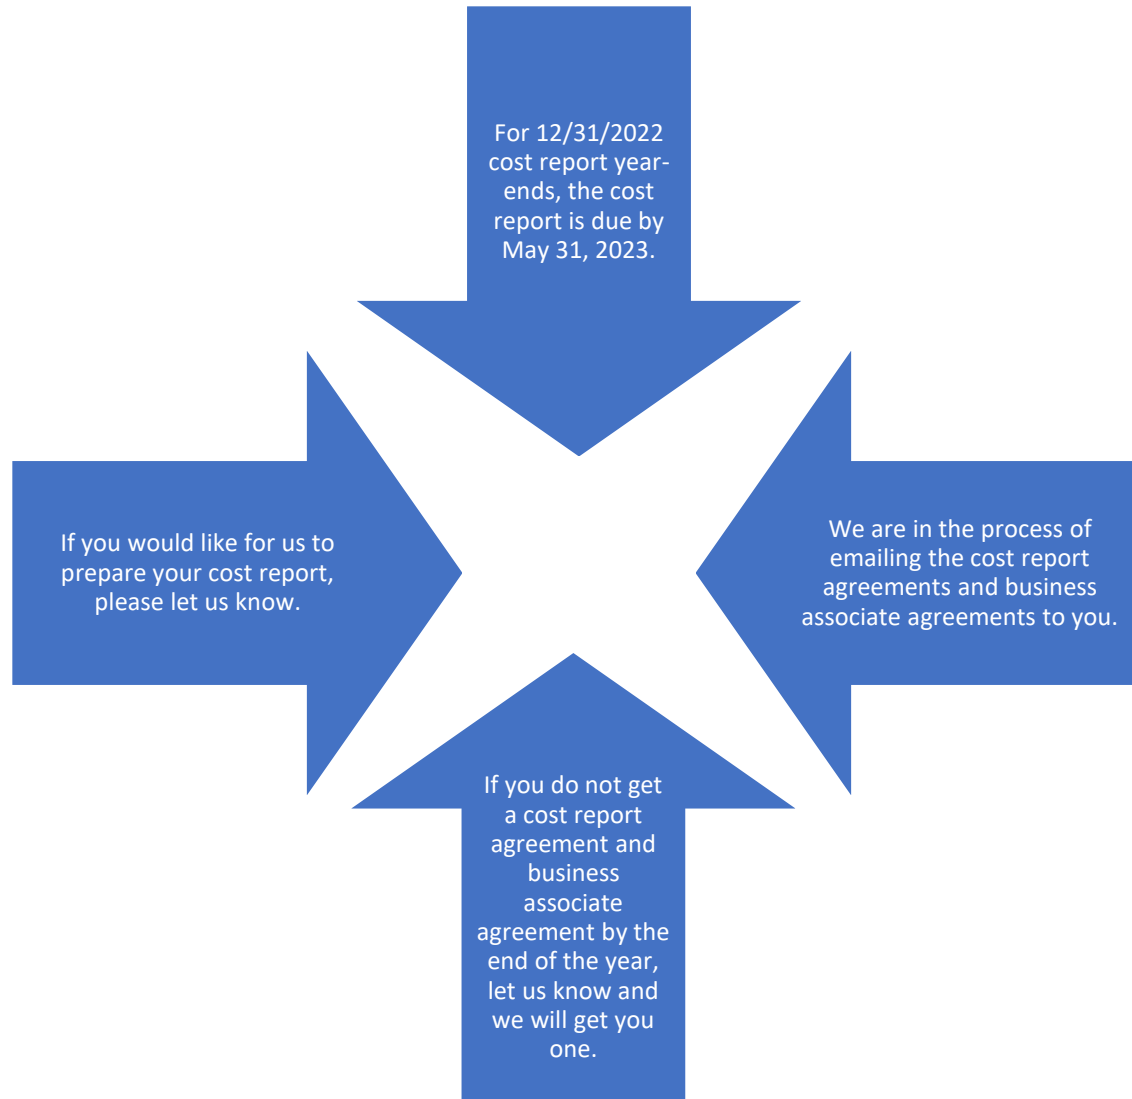 For 12/31/2022
cost report year-
ends, the cost
report is due by
May 31, 2023.
If you would like for us to
prepare your cost report,
please let us know.
We are in the process of
emailing the cost report
agreements and business
associate agreements to you.
If you do not get
a cost report
agreement and
business
associate
agreement by the
end of the year,
let us know and
we will get you
one.